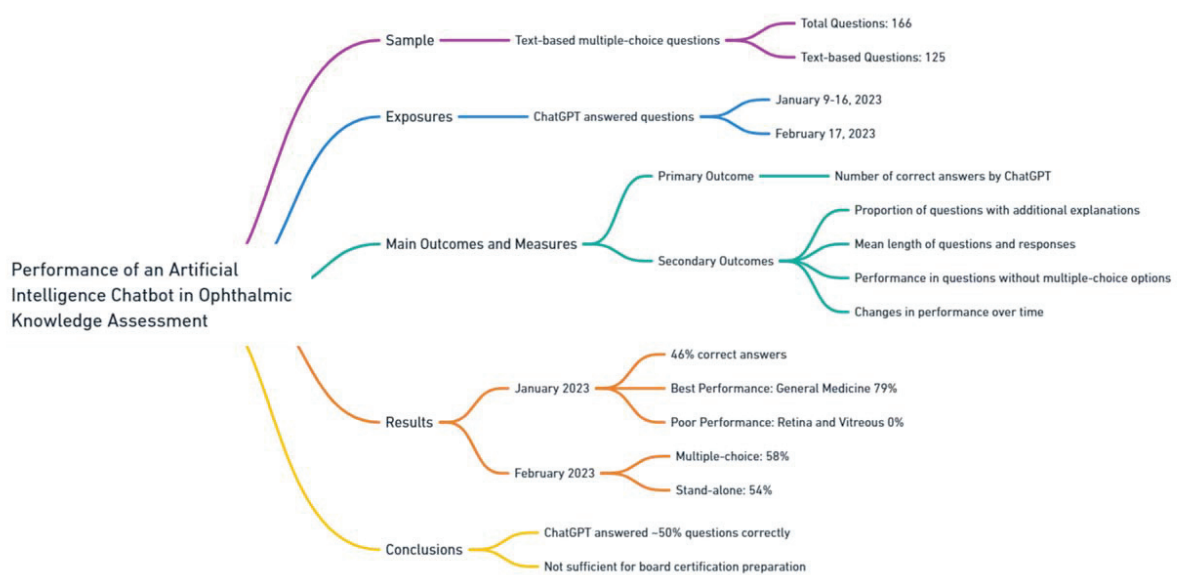 Performance of an Artificial
Intelligence Chatbot in Ophthalmic
Knowledge Assessment
Sample
Text-based multiple-choice questions
Total Questions: 166
Text-based Questions: 125
Exposures
ChatGPT answered questions
January 9-16, 2023
February 17, 2023
Main Outcomes and Measures
Primary Outcome
Number of correct answers by ChatGPT
Secondary Outcomes
Proportion of questions with additional explanations
Mean length of questions and responses
Performance in questions without multiple-choice options
Changes in performance over time
Results
January 2023
46% correct answers
Best Performance: General Medicine 79%
Poor Performance: Retina and Vitreous 0%
February 2023
Multiple-choice: 58%
Stand-alone: 54%
Conclusions
ChatGPT answered ~50% questions correctly
Not sufficient for board certification preparation